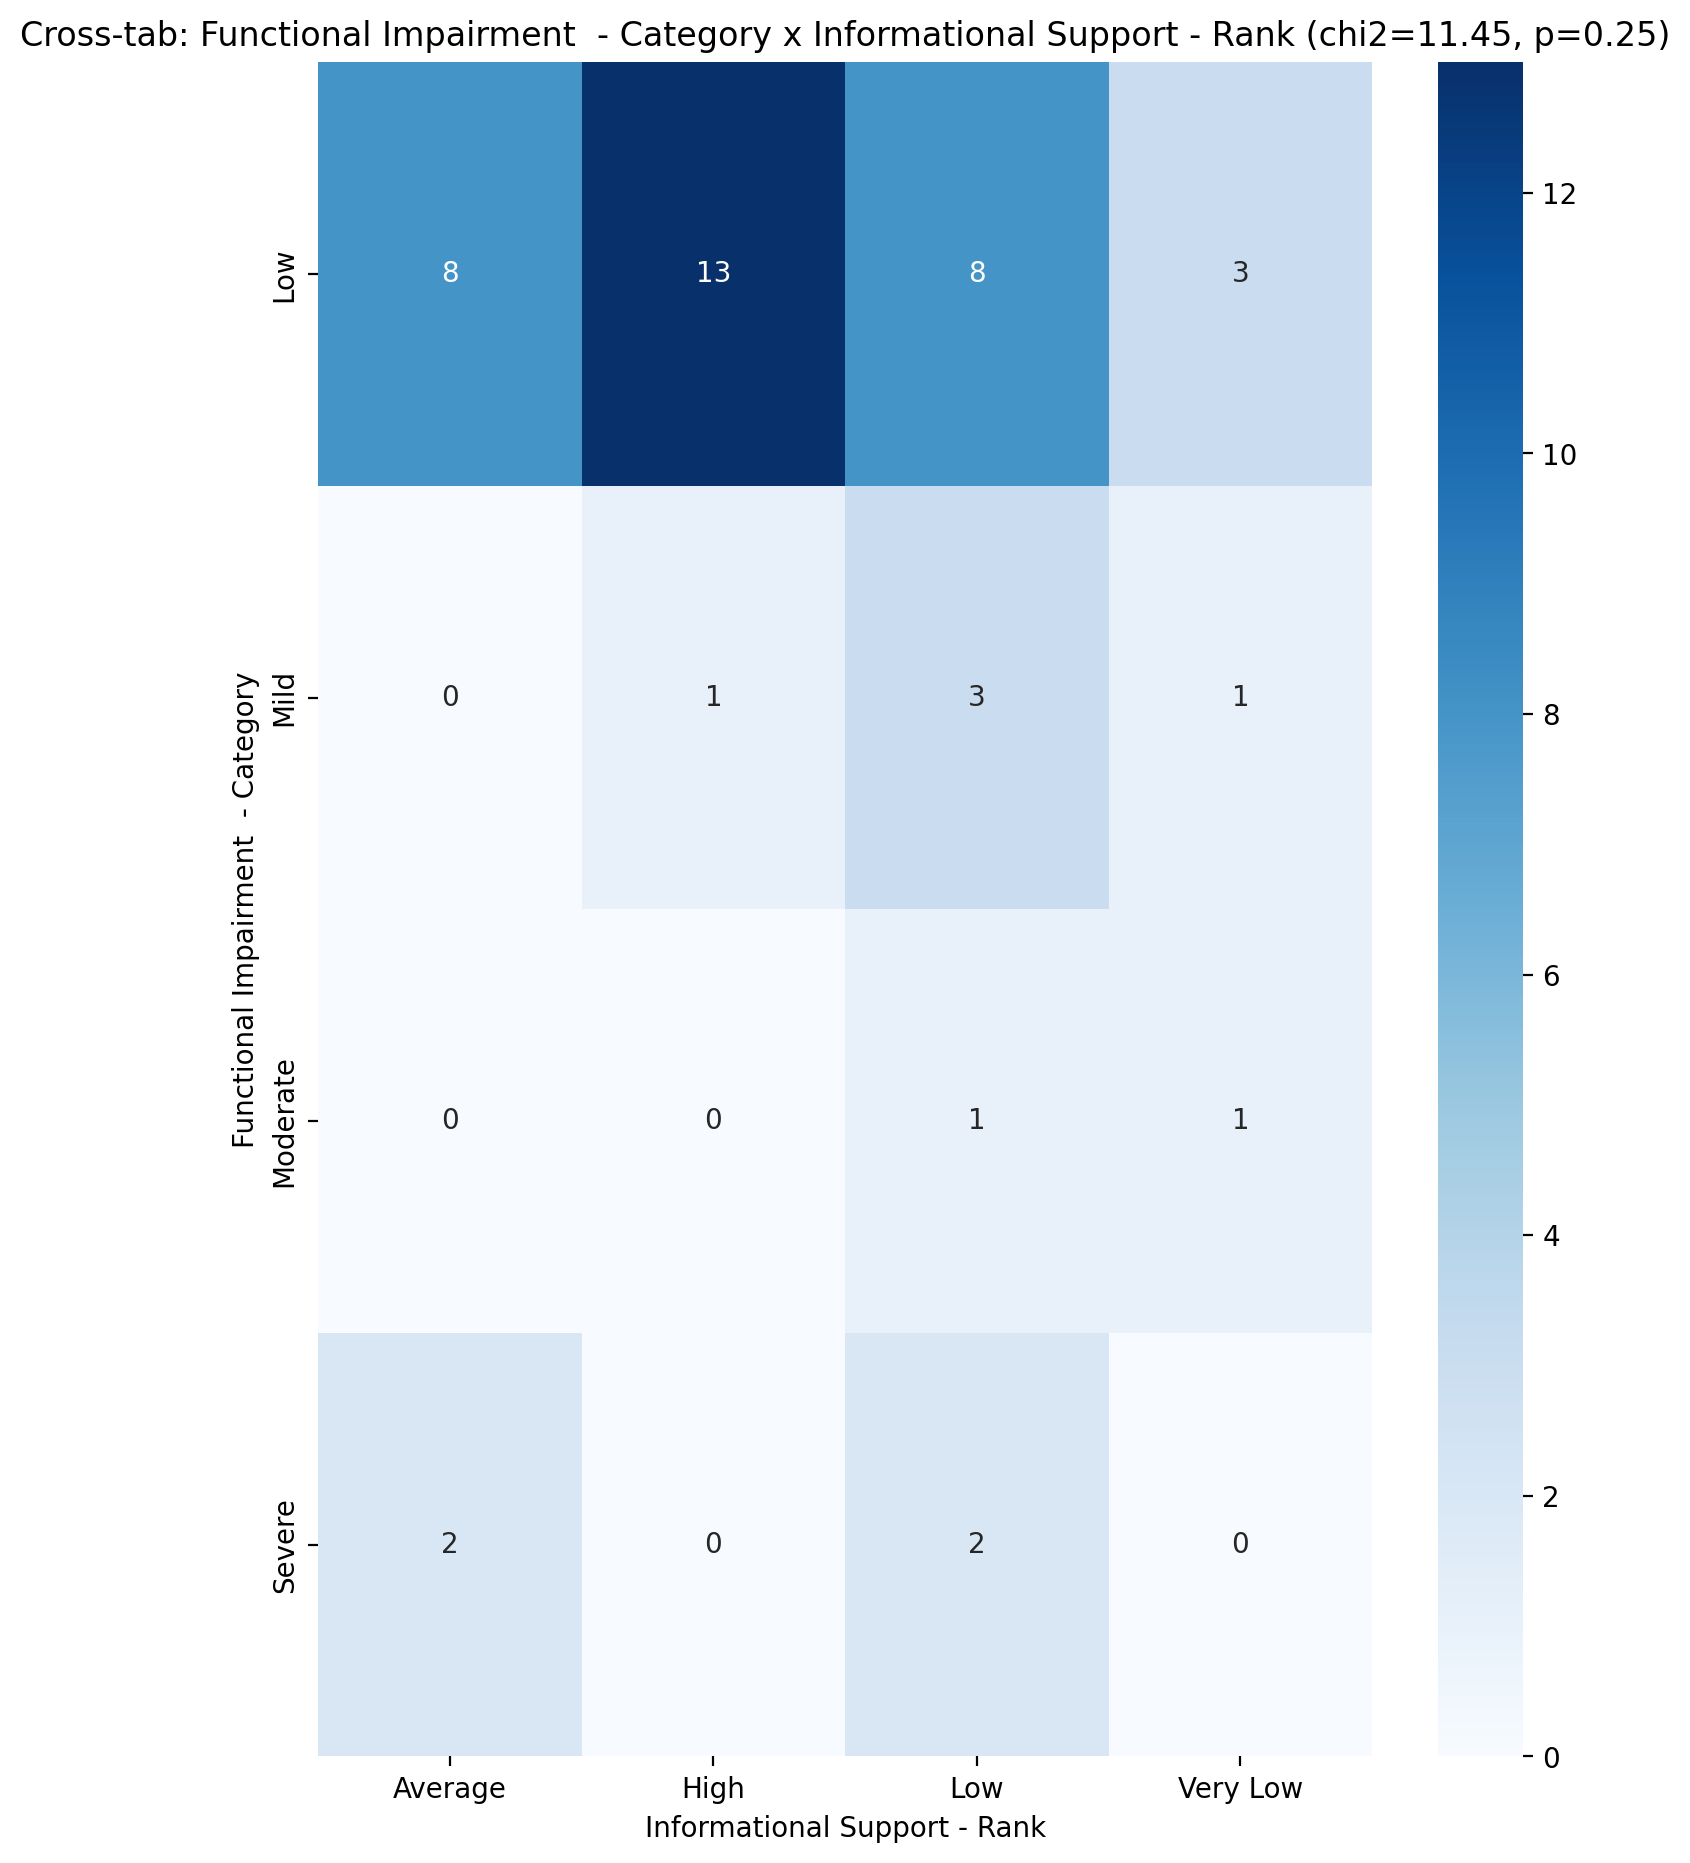 Cross-tab: Functional Impairment  - Category x Informational Support - Rank (chi2=11.45, p=0.25)
Functional Impairment  - Category
Low
8 13 8 3
Mild
0 1 3 1
Moderate
0 0 1 1
Severe
2 0 2 0
Average High Low Very Low
Informational Support - Rank
12
10
8
6
4
2
0